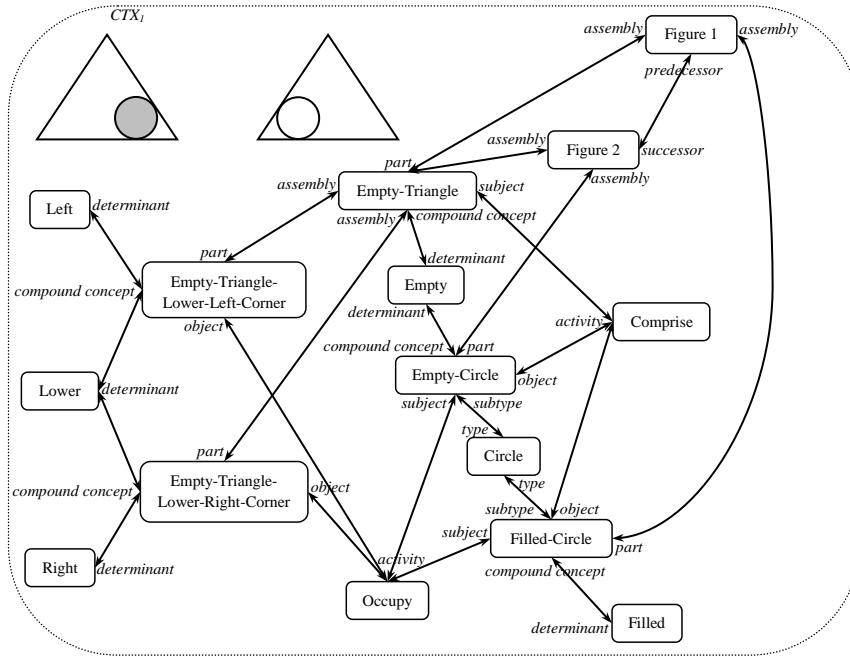 CTX1
assembly
Figure 1
assembly
predecessor
assembly
Figure 2
successor
part
assembly
assembly
Empty-Triangle
subject
Left
determinant
assembly
compound concept
part
determinant
Empty-Triangle-
Lower-Left-Corner
Empty
compound concept
determinant
object
activity
Comprise
compound concept
part
Lower
determinant
Empty-Circle
object
subject
subtype
type
Circle
part
Empty-Triangle-
Lower-Right-Corner
compound concept
object
type
subtype
object
subject
Filled-Circle
part
Right
determinant
activity
compound concept
Occupy
determinant
Filled